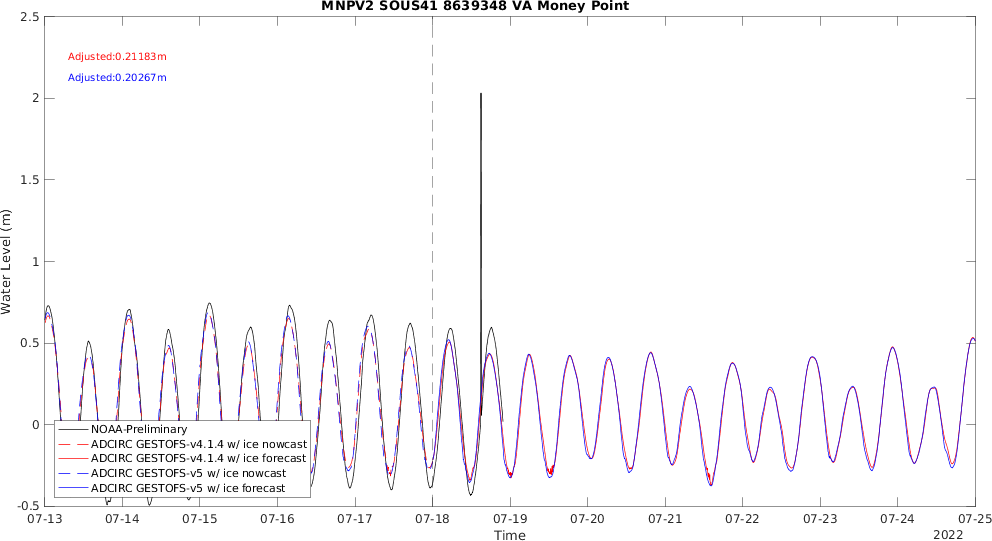 MNPV2 SOUS41 8639348 VA Money Point
2.5
Adjusted:0.21183m
Adjusted:0.20267m
2
1.5
1
0.5
0
-0.5
Water Level (m)
NOAA-Preliminary
ADCIRC GESTOFS-v4.1.4 w/ ice nowcast
ADCIRC GESTOFS-v4.1.4 w/ ice forecast
ADCIRC GESTOFS-v5 w/ ice nowcast
ADCIRC GESTOFS-v5 w/ ice forecast
07-13 07-14 07-15 07-16 07-17 07-18 07-19 07-20 07-21 07-22 07-23 07-24 07-25
Time
2022